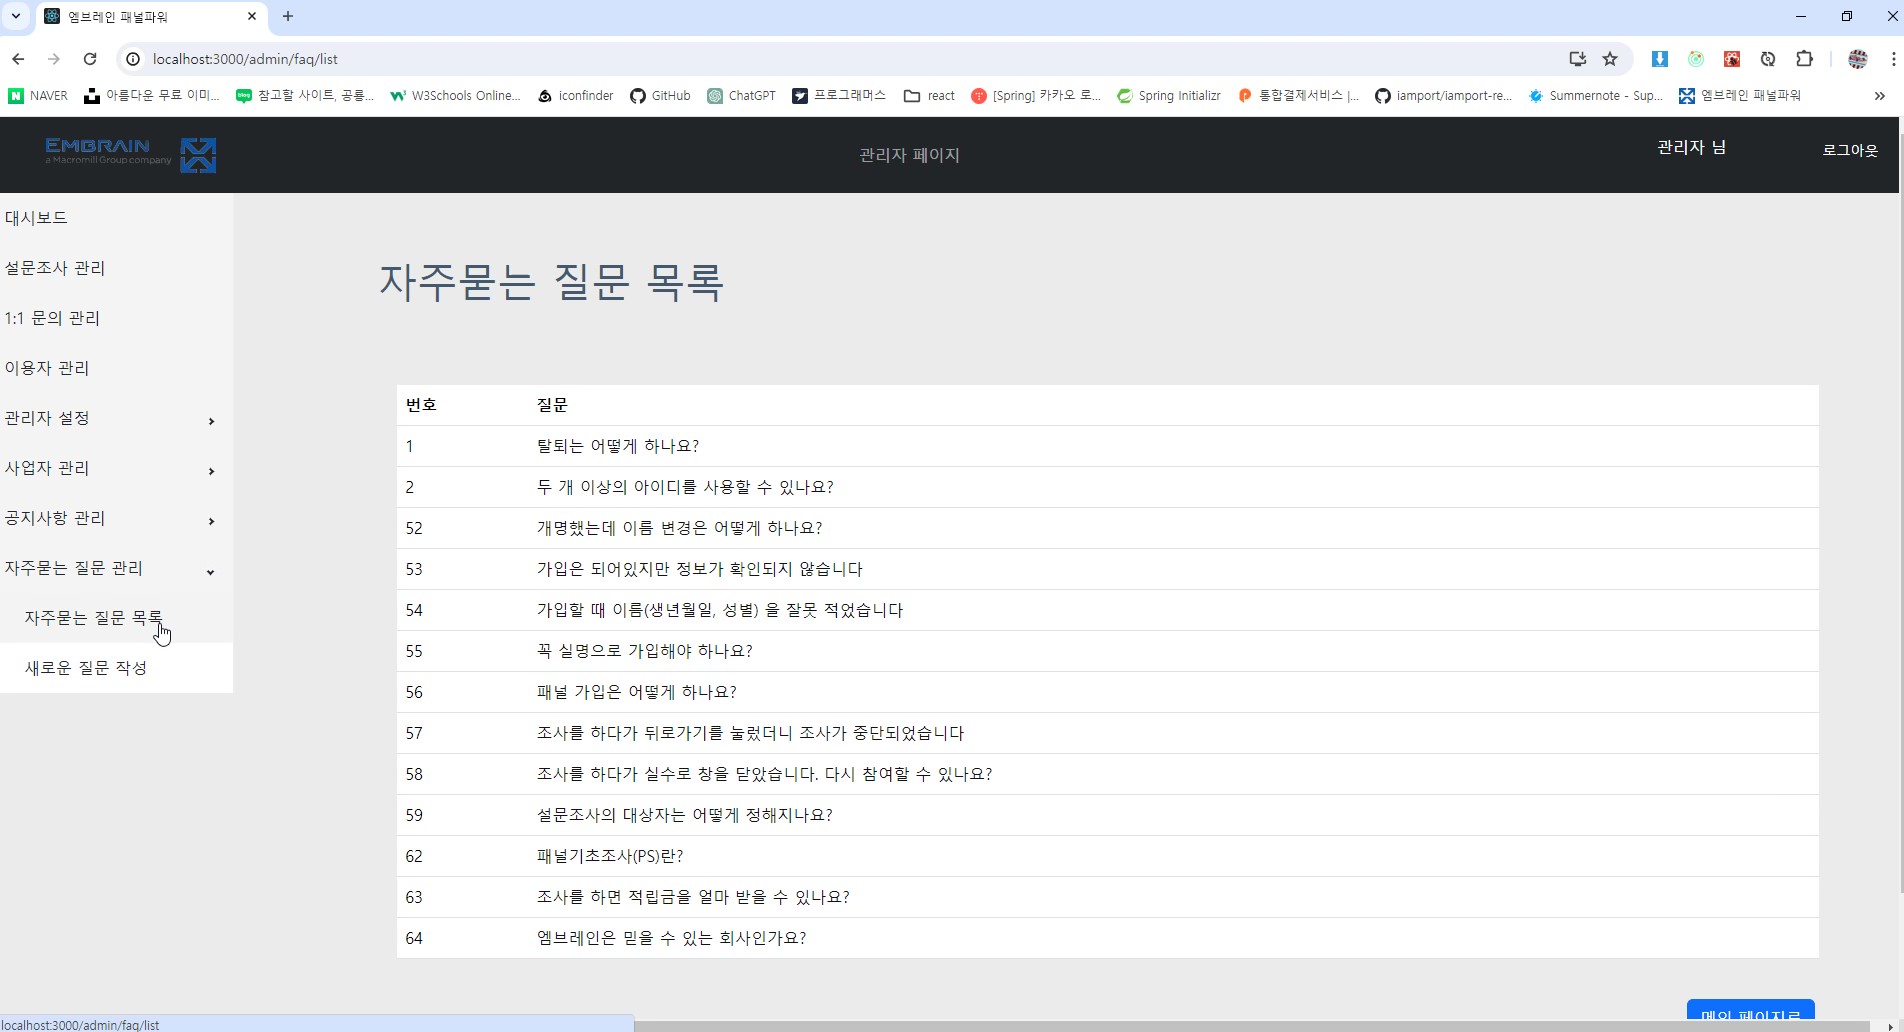 엠브레인 패널파워
localhost:3000/admin/faq/list
NAVER 아름다운 무료 이미... 참고할 사이트, 공룡... W3Schools Online... iconfinder GitHub ChatGPT 프로그래머스 react [Spring] 카카오 로... Spring Initializr 통합결제서비스 |... iamport/iamport-re... Summernote - Sup... 엠브레인 패널파워
EMBRAIN
a Macromill Group company
관리자 페이지
관리자 님
로그아웃
대시보드
설문조사 관리
1:1 문의 관리
이용자 관리
관리자 설정
사업자 관리
공지사항 관리
자주묻는 질문 관리
자주묻는 질문 목록
새로운 질문 작성
자주묻는 질문 목록
번호 질문
1 탈퇴는 어떻게 하나요?
2 두 개 이상의 아이디를 사용할 수 있나요?
52 개명했는데 이름 변경은 어떻게 하나요?
53 가입은 되어있지만 정보가 확인되지 않습니다
54 가입할 때 이름(생년월일, 성별) 을 잘못 적었습니다
55 꼭 실명으로 가입해야 하나요?
56 패널 가입은 어떻게 하나요?
57 조사를 하다가 뒤로가기를 눌렀더니 조사가 중단되었습니다
58 조사를 하다가 실수로 창을 닫았습니다. 다시 참여할 수 있나요?
59 설문조사의 대상자는 어떻게 정해지나요?
62 패널기초조사(PS)란?
63 조사를 하면 적립금을 얼마 받을 수 있나요?
64 엠브레인은 믿을 수 있는 회사인가요?
메인 페이지로
localhost:3000/admin/faq/list